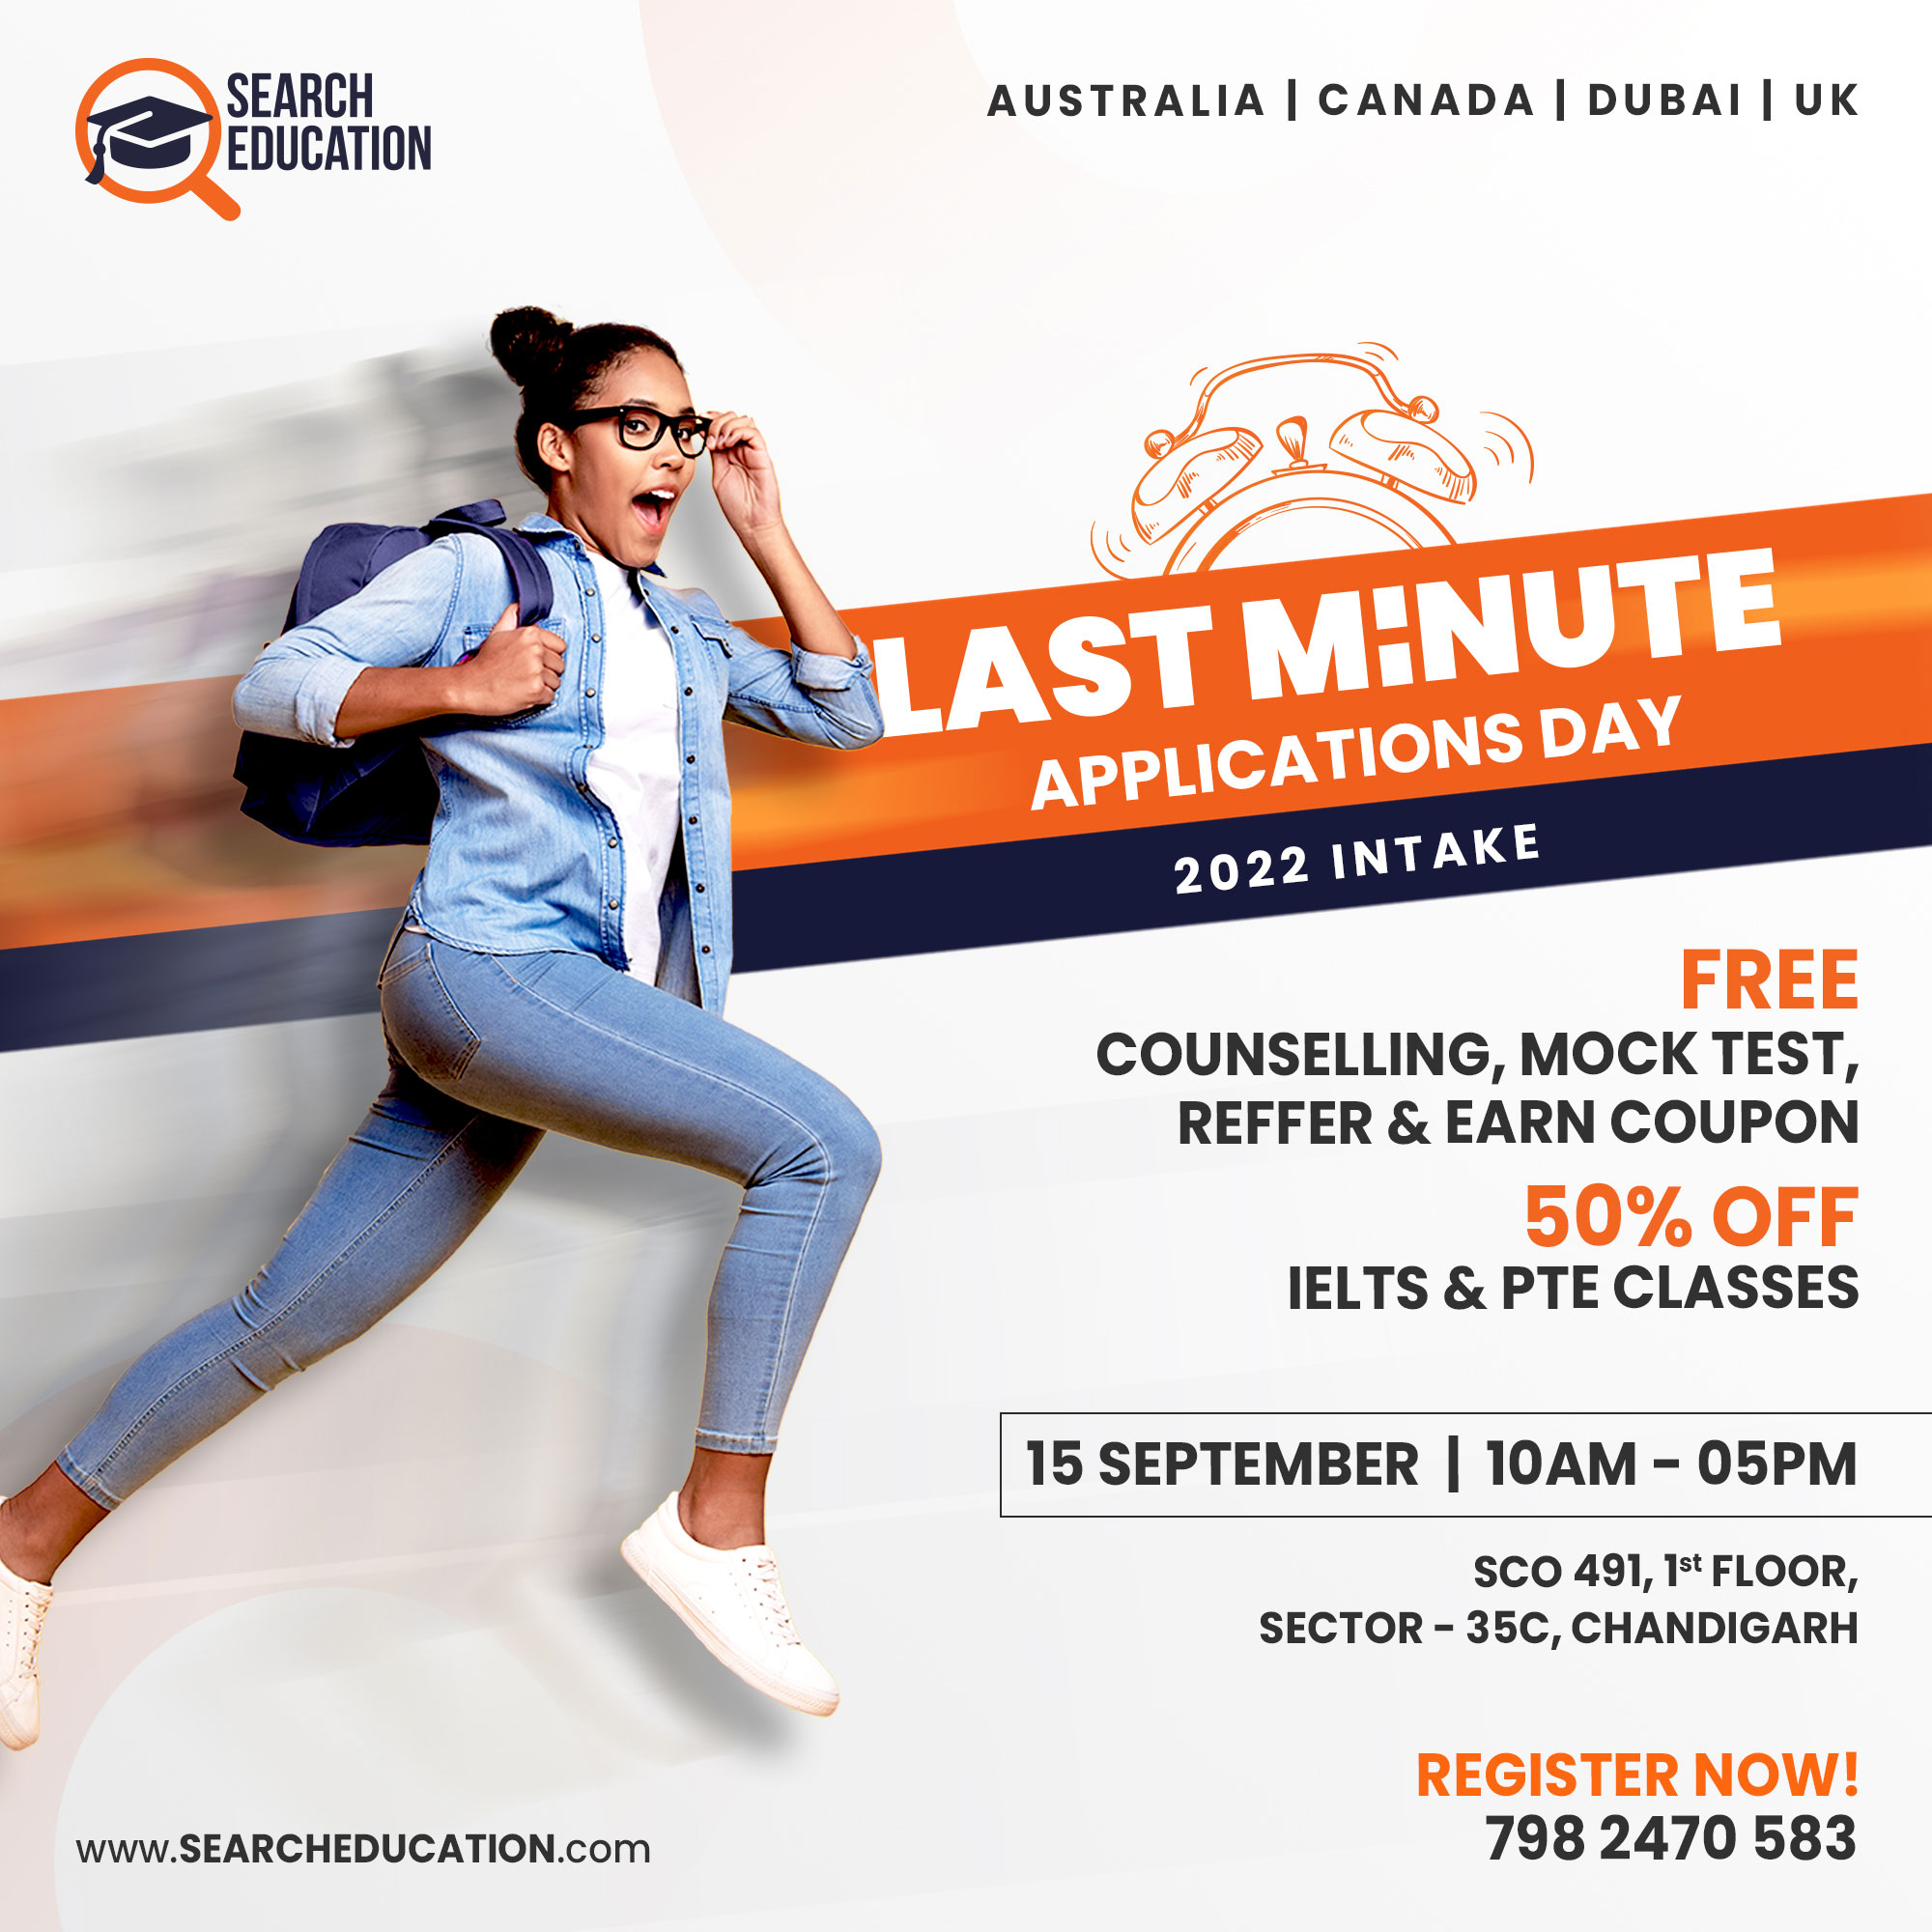 SEARCH
EDUCATION
AUSTRALIA | CANADA | DUBAI | UK
LAST MiNUTE
APPLICATIONS DAY
2022 INTAKE
FREE
COUNSELLING, MOCK TEST,
REFFER & EARN COUPON
50% OFF
IELTS & PTE CLASSES
15 SEPTEMBER | 10AM - 05PM
SCO 491, 1st FLOOR,
SECTOR - 35C, CHANDIGARH
REGISTER NOW!
798 2470 583
www.SEARCHEDUCATION.com